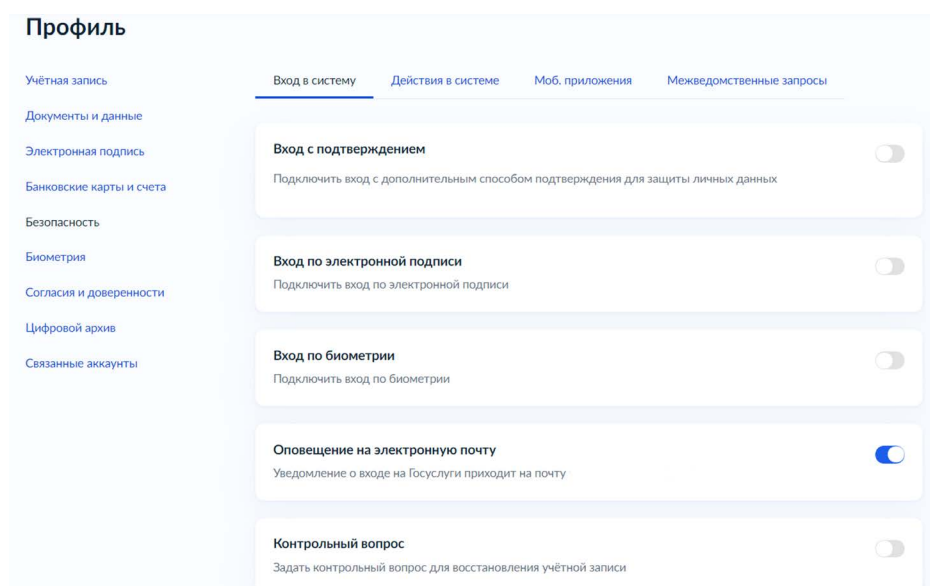 Профиль
Учётная запись
Документы и данные
Электронная подпись
Банковские карты и счета
Безопасность
Биометрия
Согласия и доверенности
Цифровой архив
Связанные аккаунты
Вход в систему Действия в системе Моб. приложения Межведомственные запросы
Вход с подтверждением
Подключить вход с дополнительным способом подтверждения для защиты личных данных
Вход по электронной подписи
Подключить вход по электронной подписи
Вход по биометрии
Подключить вход по биометрии
Оповещение на электронную почту
Уведомление о входе на Госуслуги приходит на почту
Контрольный вопрос
Задать контрольный вопрос для восстановления учётной записи